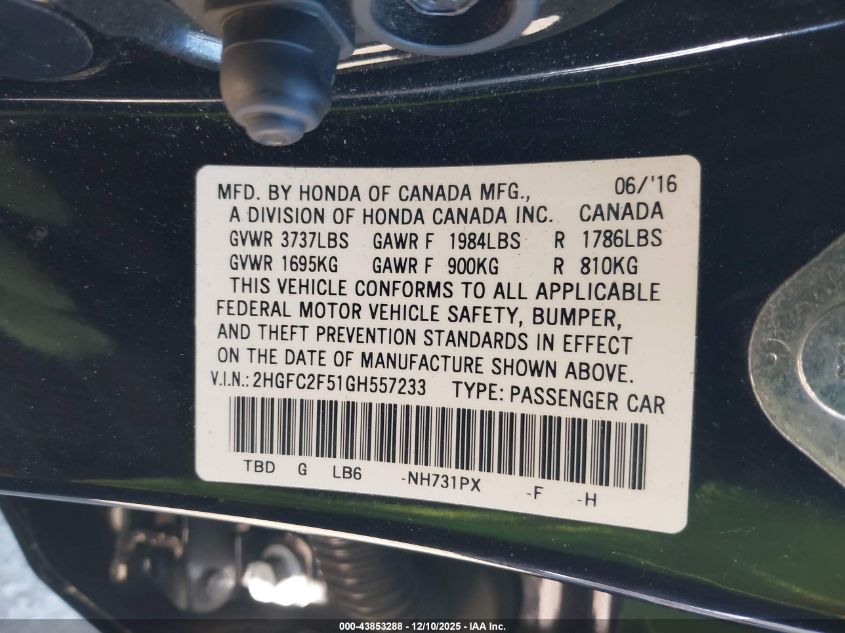 MFD. BY HONDA OF CANADA MFG., 06/'16
A DIVISION OF HONDA CANADA INC. CANADA
GVWR 3737LBS GAWR F 1984LBS R 1786LBS
GVWR 1695KG GAWR F 900KG R 810KG
THIS VEHICLE CONFORMS TO ALL APPLICABLE
FEDERAL MOTOR VEHICLE SAFETY, BUMPER,
AND THEFT PREVENTION STANDARDS IN EFFECT
ON THE DATE OF MANUFACTURE SHOWN ABOVE.
V.I.N.: 2HGFC2F51GH557233 TYPE: PASSENGER CAR
TBD G LB6 -NH731PX -F -H
000-43853288 - 12/10/2025 - IAA Inc.